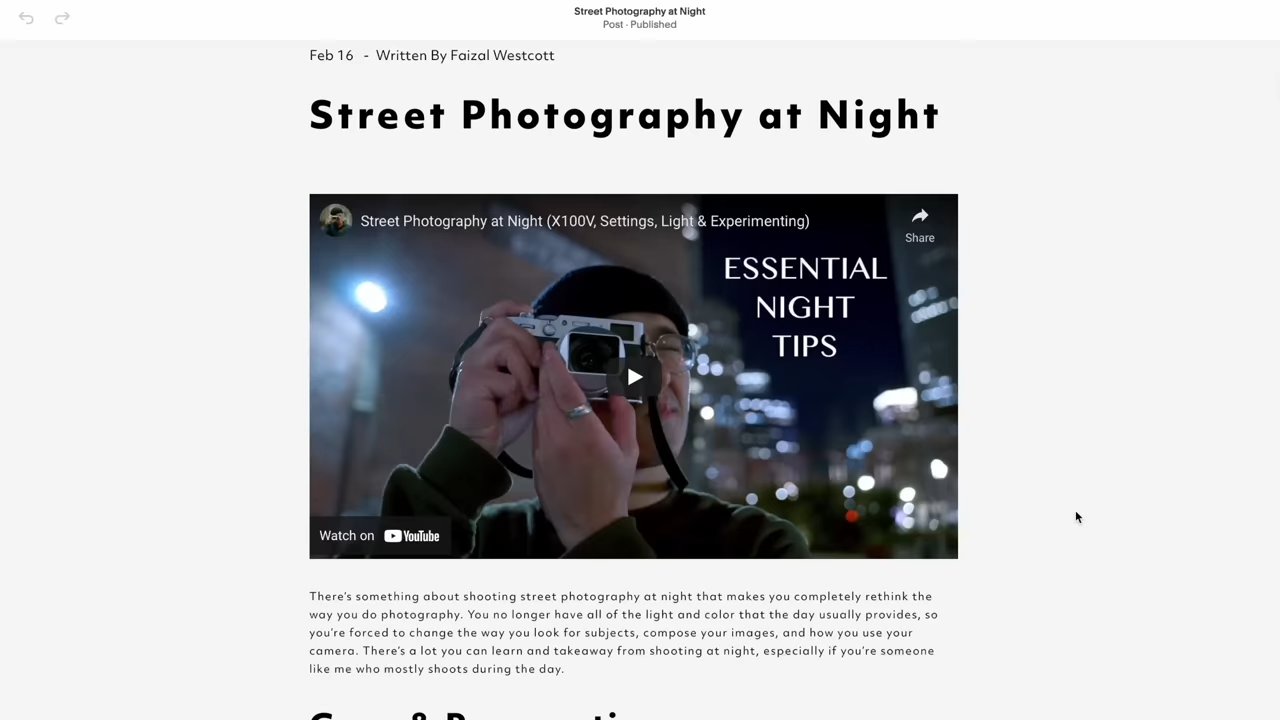 Street Photography at Night
Post · Published
Feb 16 - Written By Faizal Westcott
Street Photography at Night
Street Photography at Night (X100V, Settings, Light & Experimenting)
Share
ESSENTIAL
NIGHT
TIPS
Watch on YouTube
There's something about shooting street photography at night that makes you completely rethink the
way you do photography. You no longer have all of the light and color that the day usually provides, so
you're forced to change the way you look for subjects, compose your images, and how you use your
camera. There's a lot you can learn and takeaway from shooting at night, especially if you're someone
like me who mostly shoots during the day.